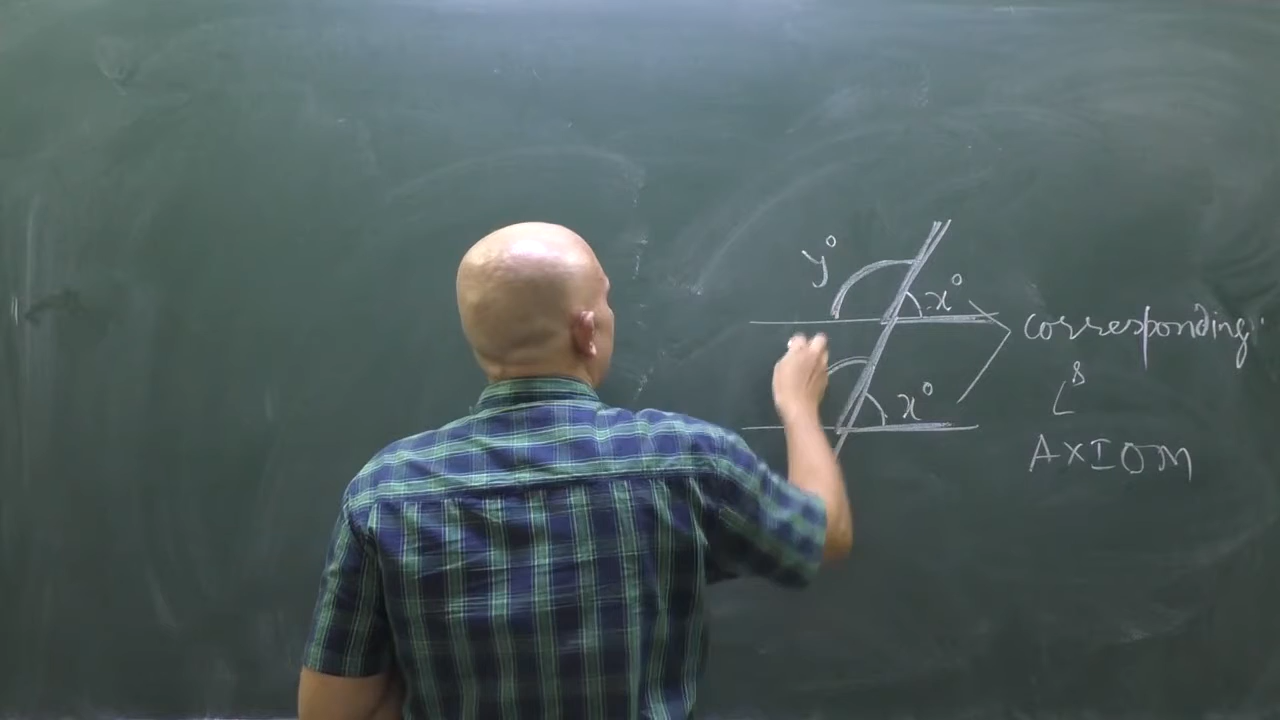 y°
x°
corresponding
x°
∠s
AXIOM